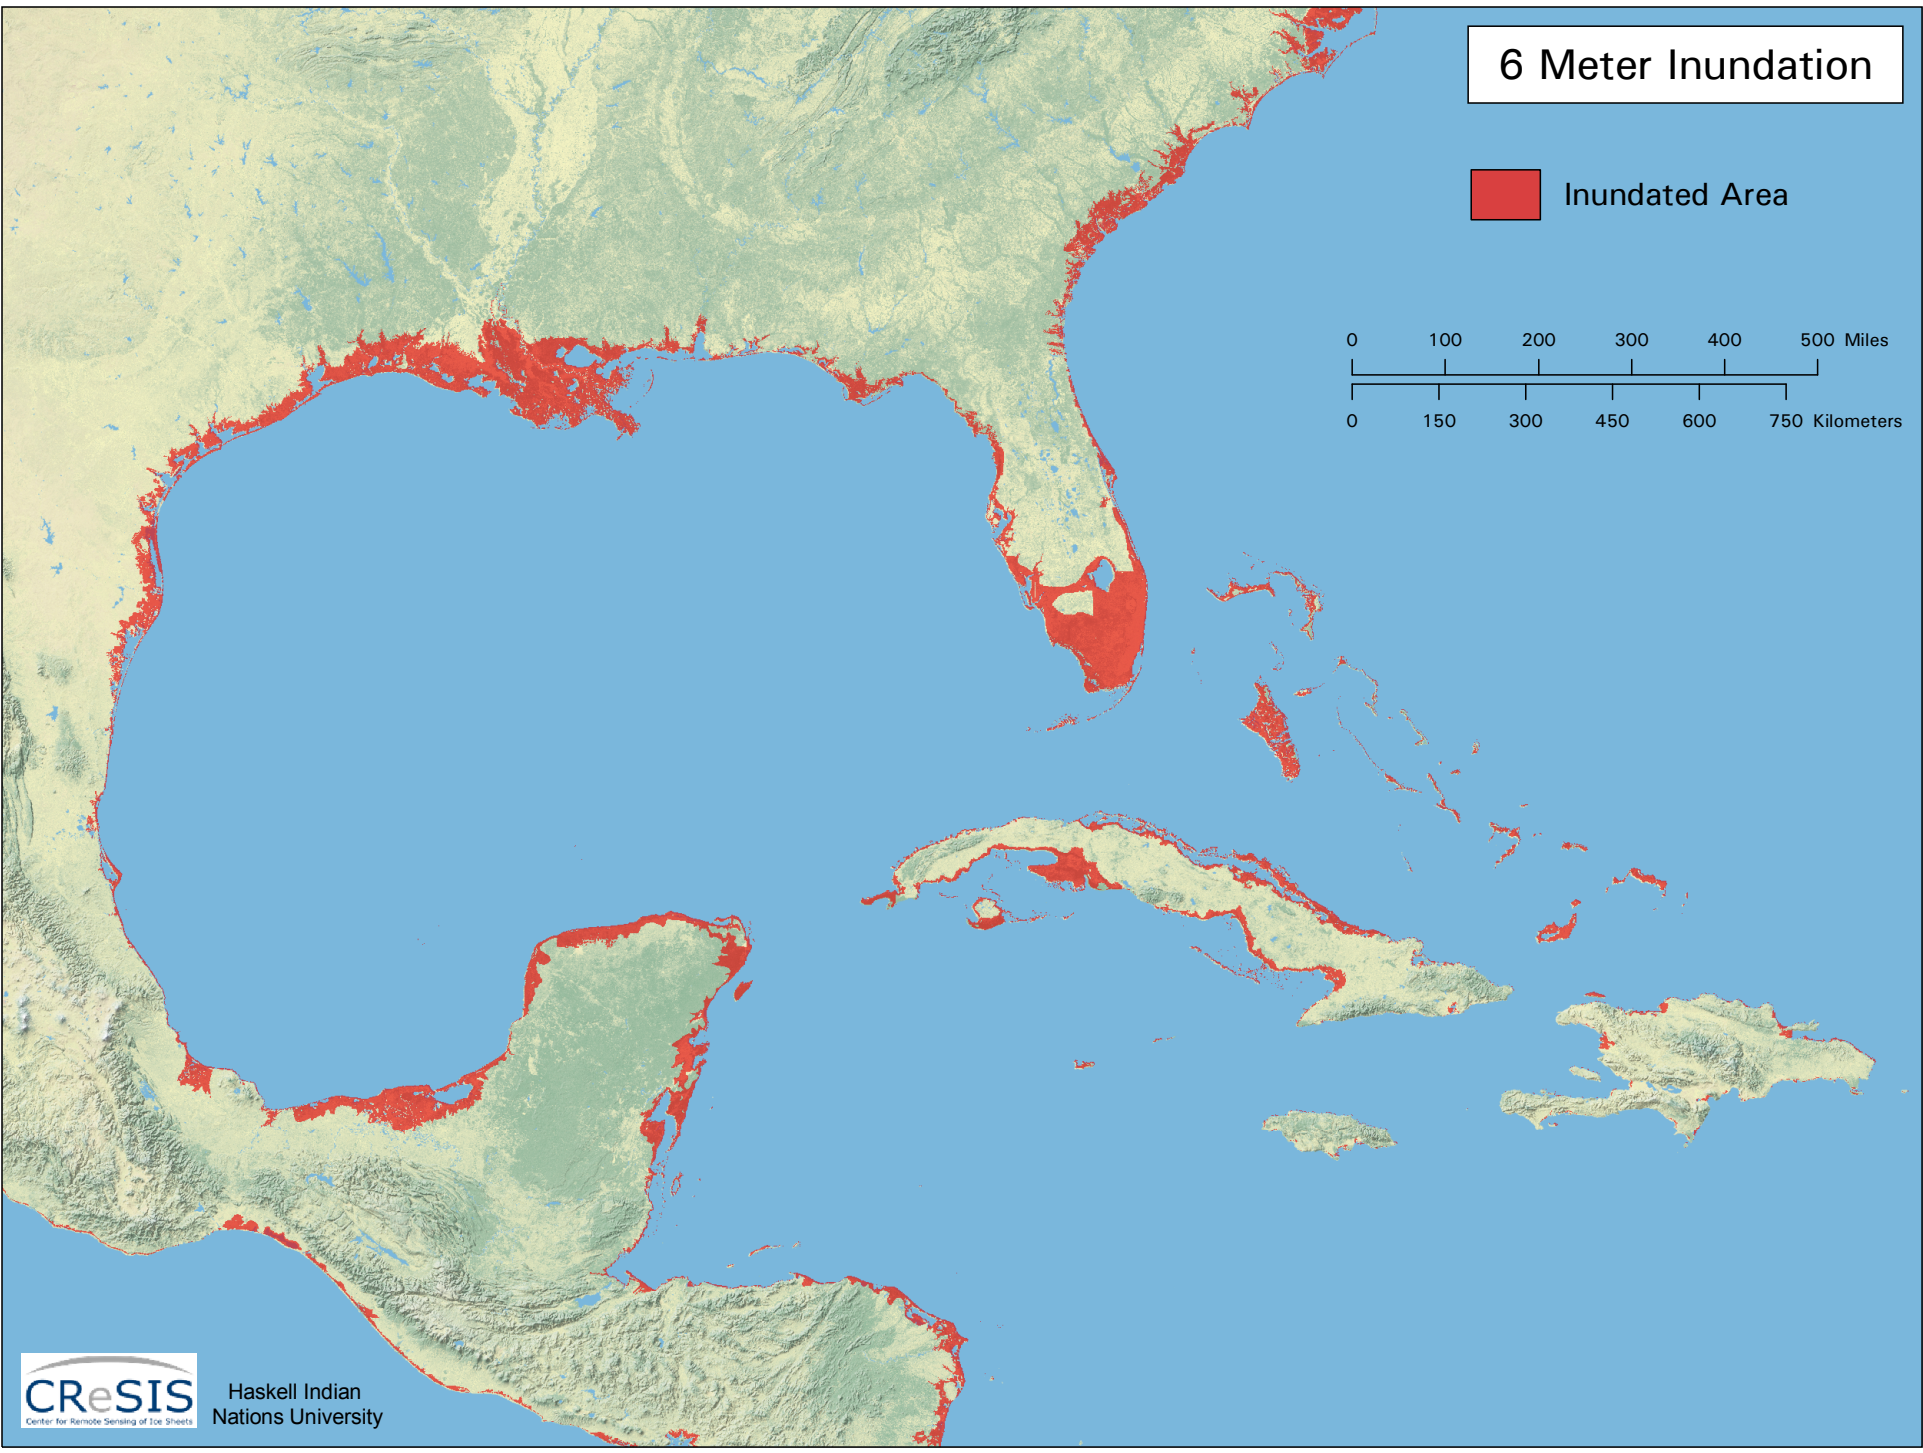 6 Meter Inundation
Inundated Area
0 100 200 300 400 500 Miles
0 150 300 450 600 750 Kilometers
CReSIS
Center for Remote Sensing of Ice Sheets
Haskell Indian
Nations University